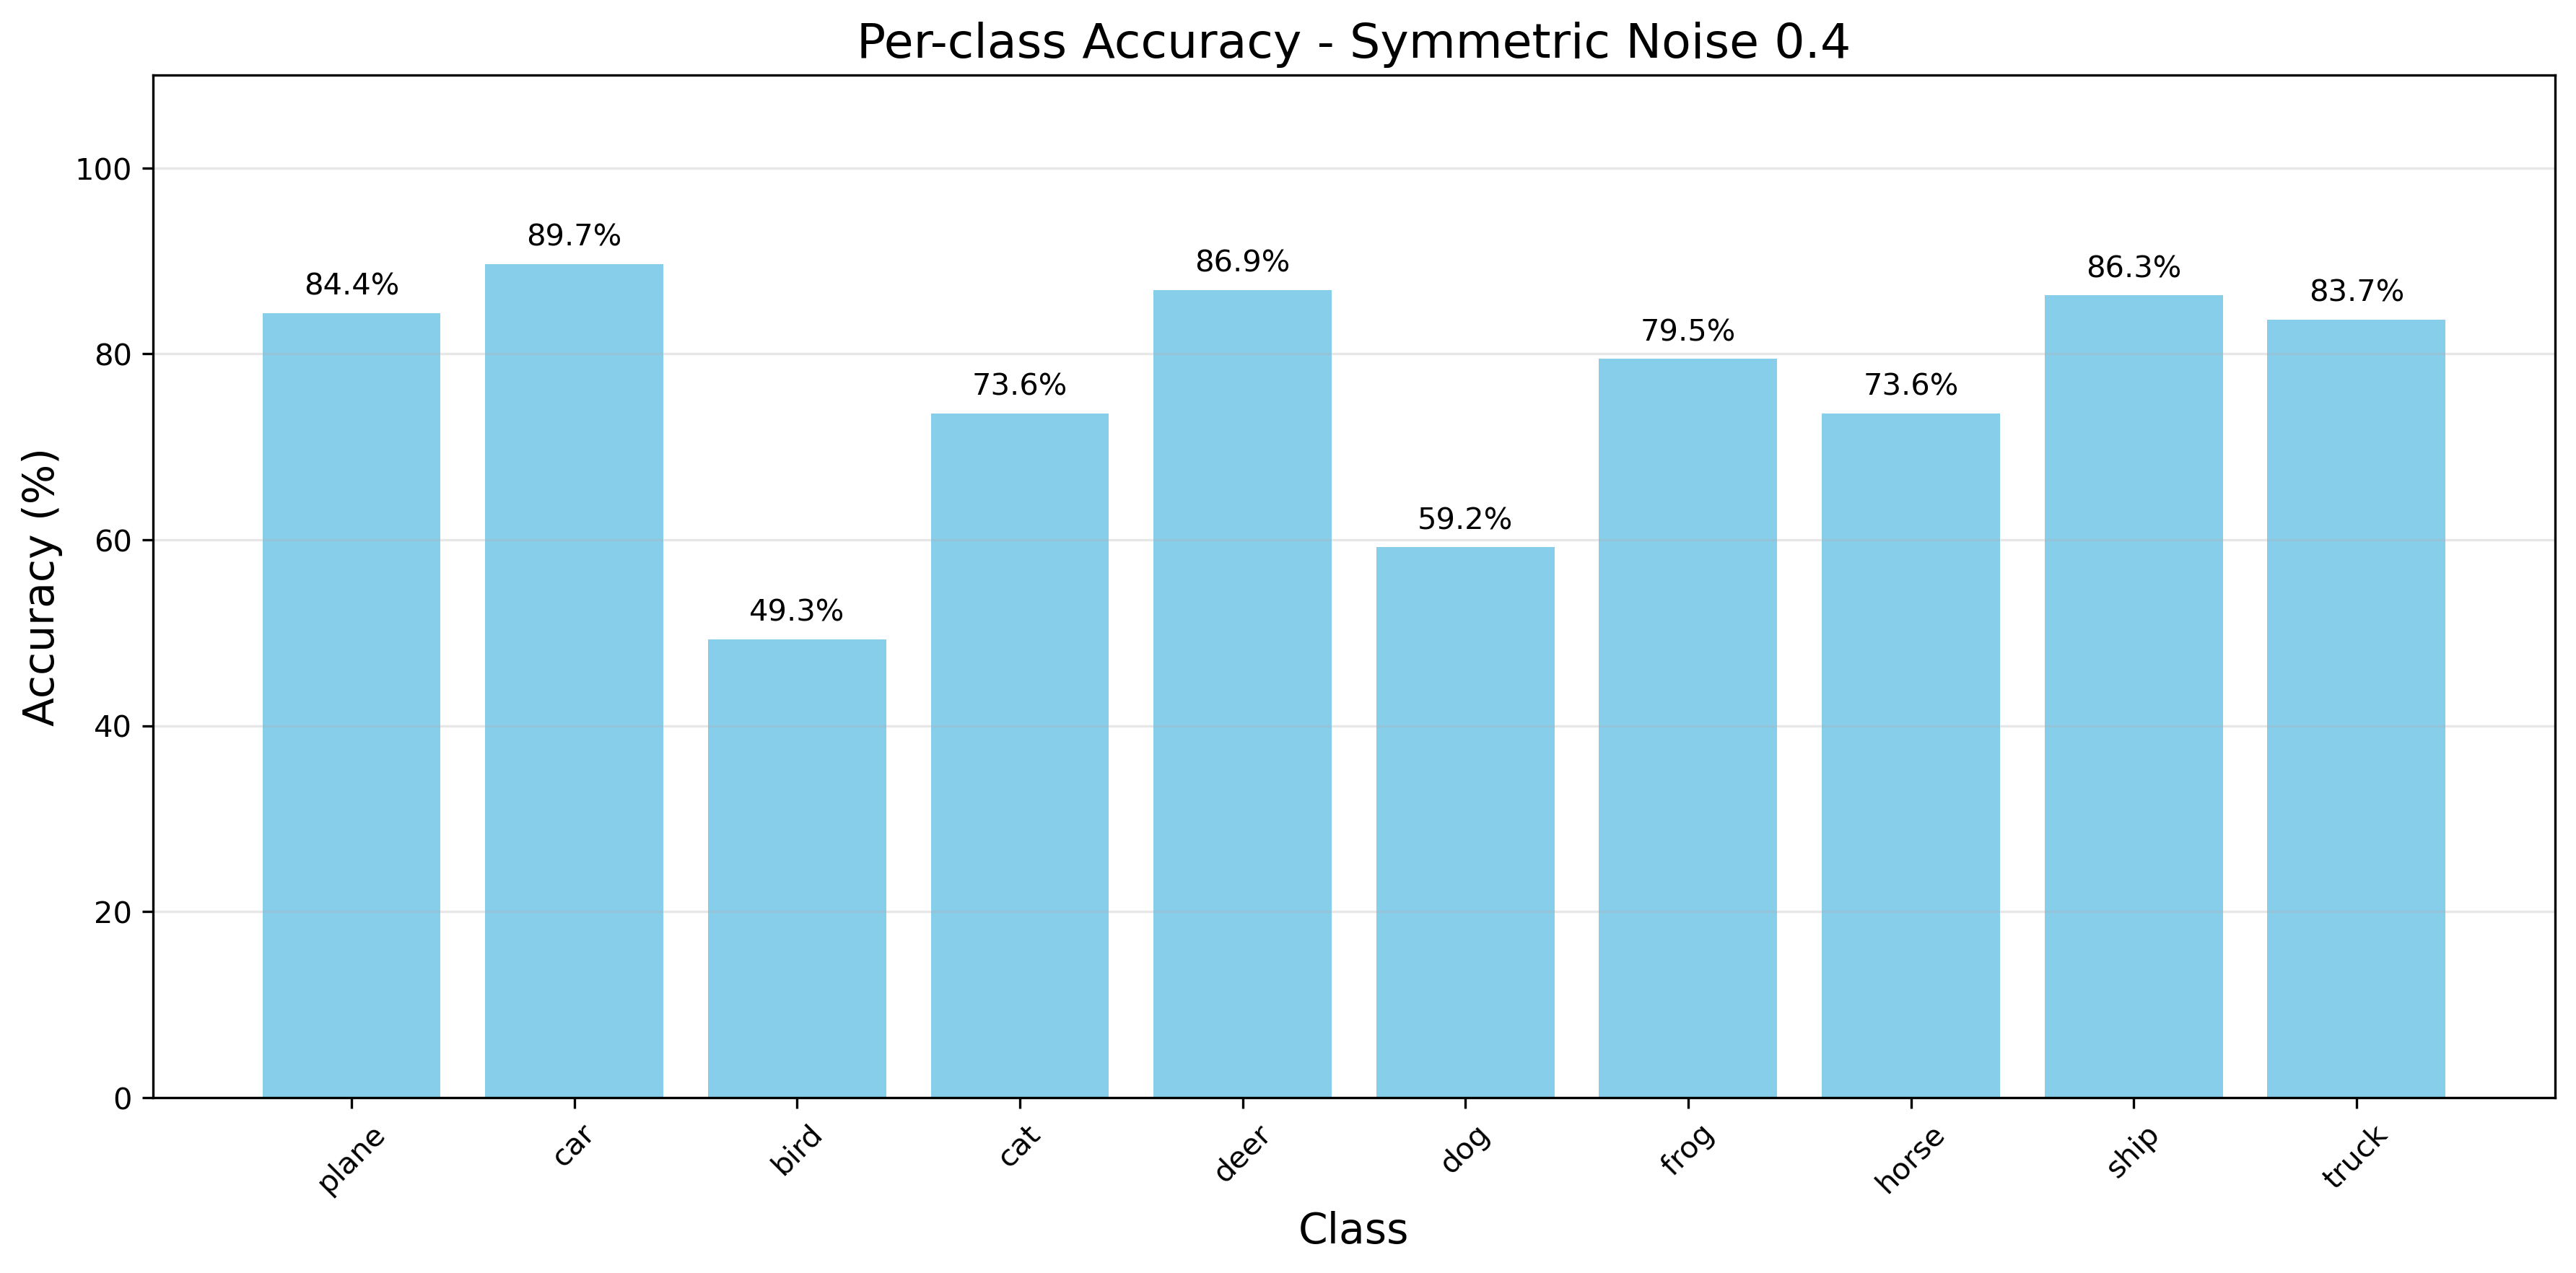 Per-class Accuracy - Symmetric Noise 0.4
Accuracy (%)
100
80
60
40
20
0
84.4%
89.7%
49.3%
73.6%
86.9%
59.2%
79.5%
73.6%
86.3%
83.7%
plane
car
bird
cat
deer
dog
frog
horse
ship
truck
Class